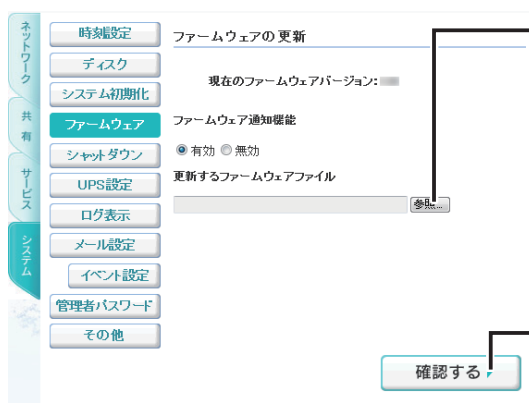 ネットワーク
共有
サービス
システム
時刻設定
ディスク
システム初期化
ファームウェア
シャットダウン
UPS設定
ログ表示
メール設定
イベント設定
管理者パスワード
その他
ファームウェアの更新
現在のファームウェアバージョン:
ファームウェア通知機能
有効 無効
更新するファームウェアファイル
参照...
確認する